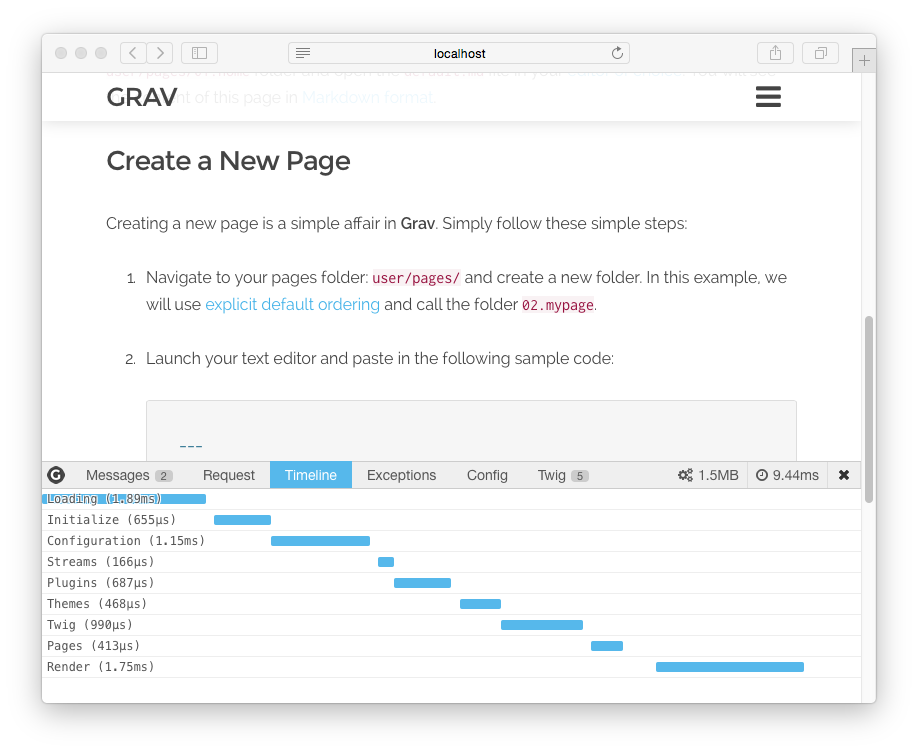 localhost
GRAV nt of this page in Markdown format.
Create a New Page
Creating a new page is a simple affair in Grav. Simply follow these simple steps:
1. Navigate to your pages folder: user/pages/ and create a new folder. In this example, we
will use explicit default ordering and call the folder 02.mypage.
2. Launch your text editor and paste in the following sample code:
---
Messages 2 Request Timeline Exceptions Config Twig 5 1.5MB 9.44ms
Loading (1.89ms)
Initialize (655µs)
Configuration (1.15ms)
Streams (166µs)
Plugins (687µs)
Themes (468µs)
Twig (990µs)
Pages (413µs)
Render (1.75ms)